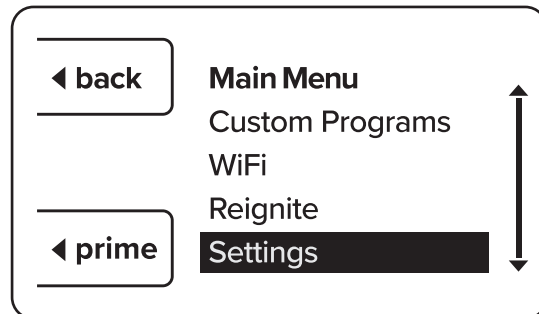 back
Main Menu
Custom Programs
WiFi
Reignite
prime
Settings